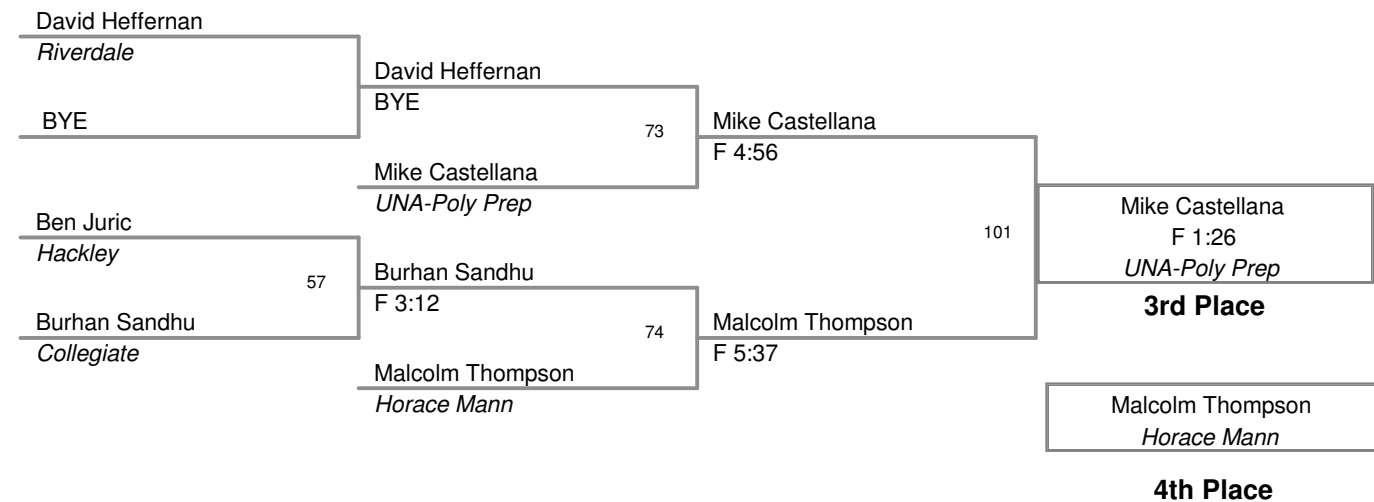 David Heffernan
Riverdale
BYE
Ben Juric
Hackley
57
Burhan Sandhu
Collegiate
David Heffernan
BYE
73
Mike Castellana
UNA-Poly Prep
Burhan Sandhu
F 3:12
74
Malcolm Thompson
Horace Mann
Mike Castellana
F 4:56
101
Malcolm Thompson
F 5:37
Mike Castellana
F 1:26
UNA-Poly Prep
3rd Place
Malcolm Thompson
Horace Mann
4th Place